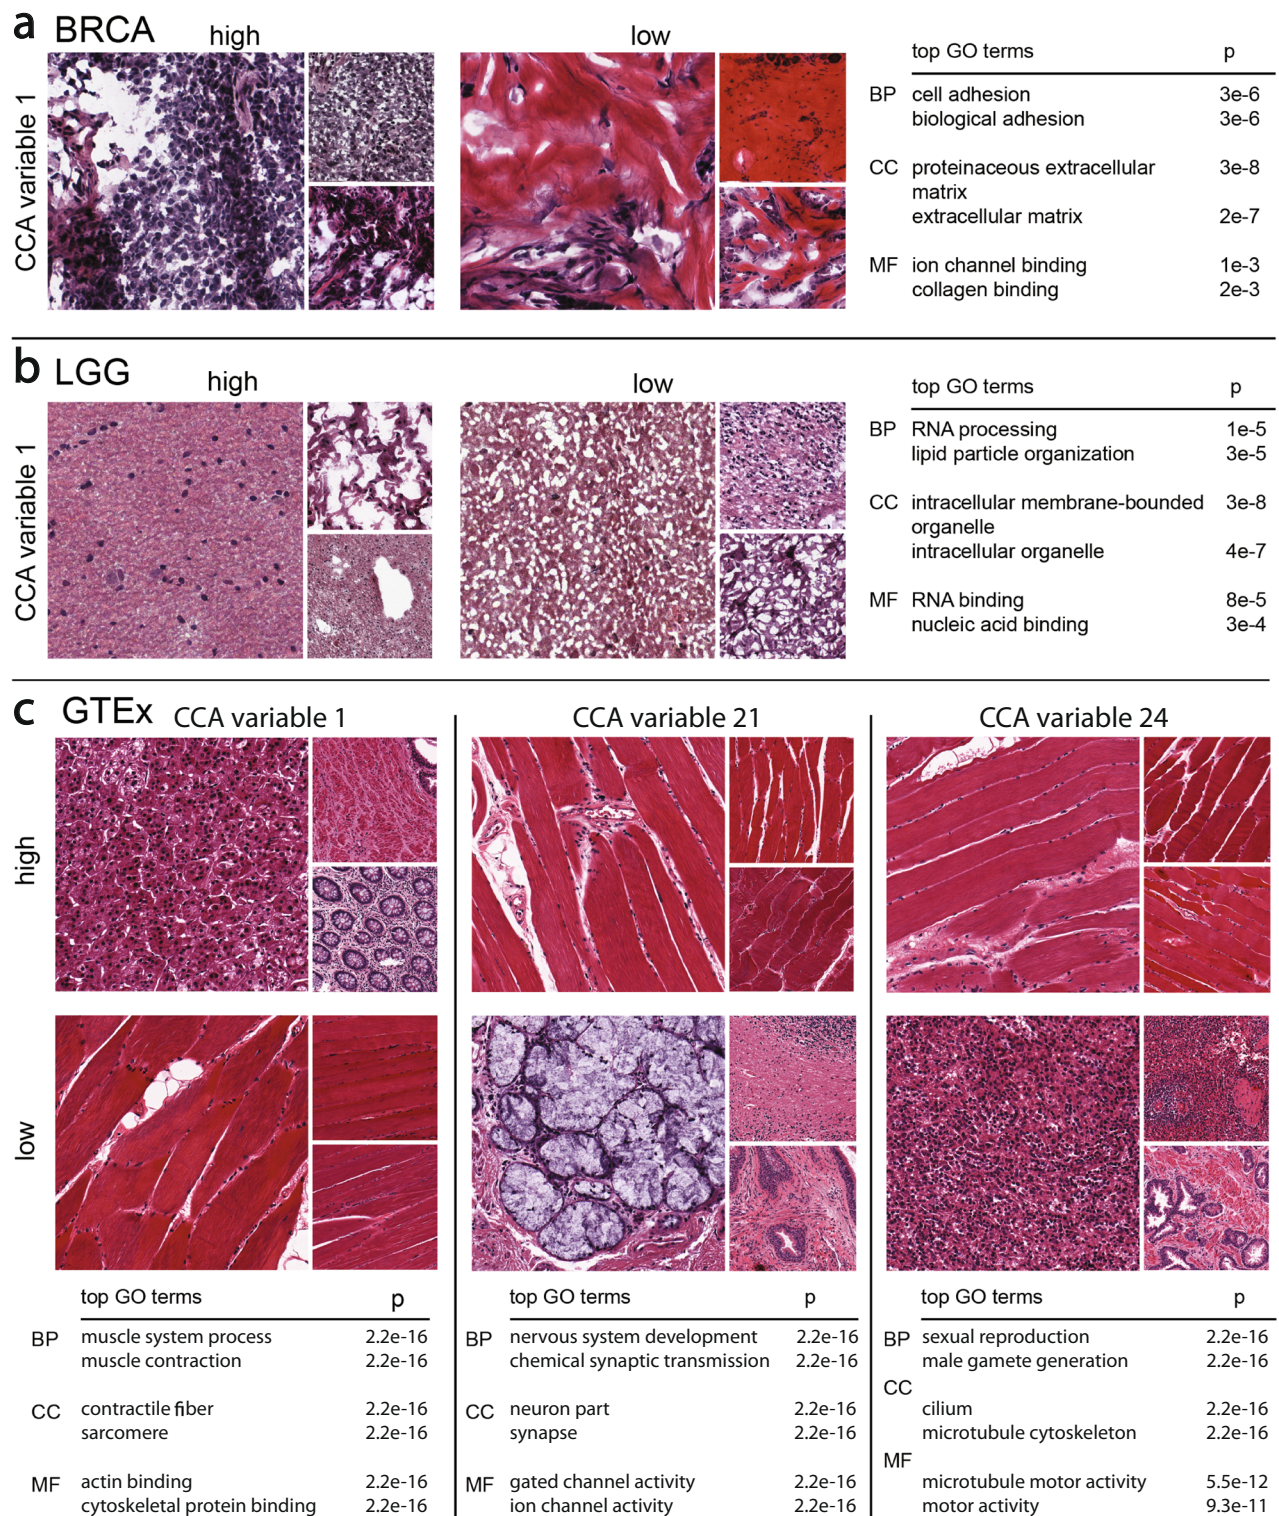 a BRCA
high
low
CCA variable 1
top GO terms p
BP cell adhesion 3e-6
biological adhesion 3e-6
CC proteinaceous extracellular 3e-8
matrix
extracellular matrix 2e-7
MF ion channel binding 1e-3
collagen binding 2e-3
b LGG
high
low
CCA variable 1
top GO terms p
BP RNA processing 1e-5
lipid particle organization 3e-5
CC intracellular membrane-bounded 3e-8
organelle
intracellular organelle 4e-7
MF RNA binding 8e-5
nucleic acid binding 3e-4
c GTEx
CCA variable 1
CCA variable 21
CCA variable 24
high
low
top GO terms p
BP muscle system process 2.2e-16
muscle contraction 2.2e-16
CC contractile fiber 2.2e-16
sarcomere 2.2e-16
MF actin binding 2.2e-16
cytoskeletal protein binding 2.2e-16
top GO terms p
BP nervous system development 2.2e-16
chemical synaptic transmission 2.2e-16
CC neuron part 2.2e-16
synapse 2.2e-16
MF gated channel activity 2.2e-16
ion channel activity 2.2e-16
top GO terms p
BP sexual reproduction 2.2e-16
male gamete generation 2.2e-16
CC
cilium 2.2e-16
microtubule cytoskeleton 2.2e-16
MF
microtubule motor activity 5.5e-12
motor activity 9.3e-11